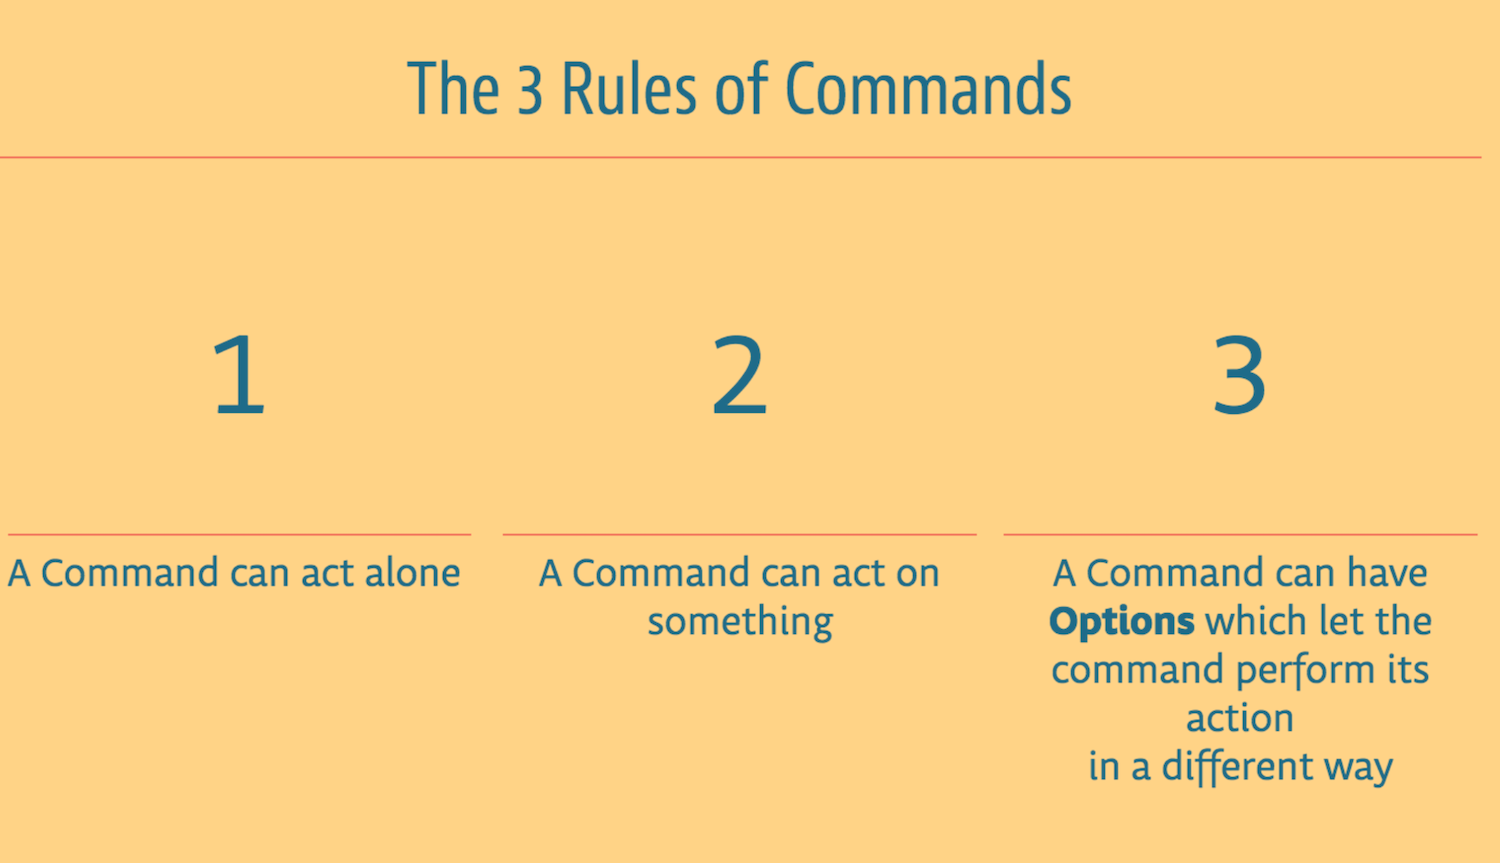 The 3 Rules of Commands
1
2
3
A Command can act alone
A Command can act on
something
A Command can have
Options which let the
command perform its
action
in a different way